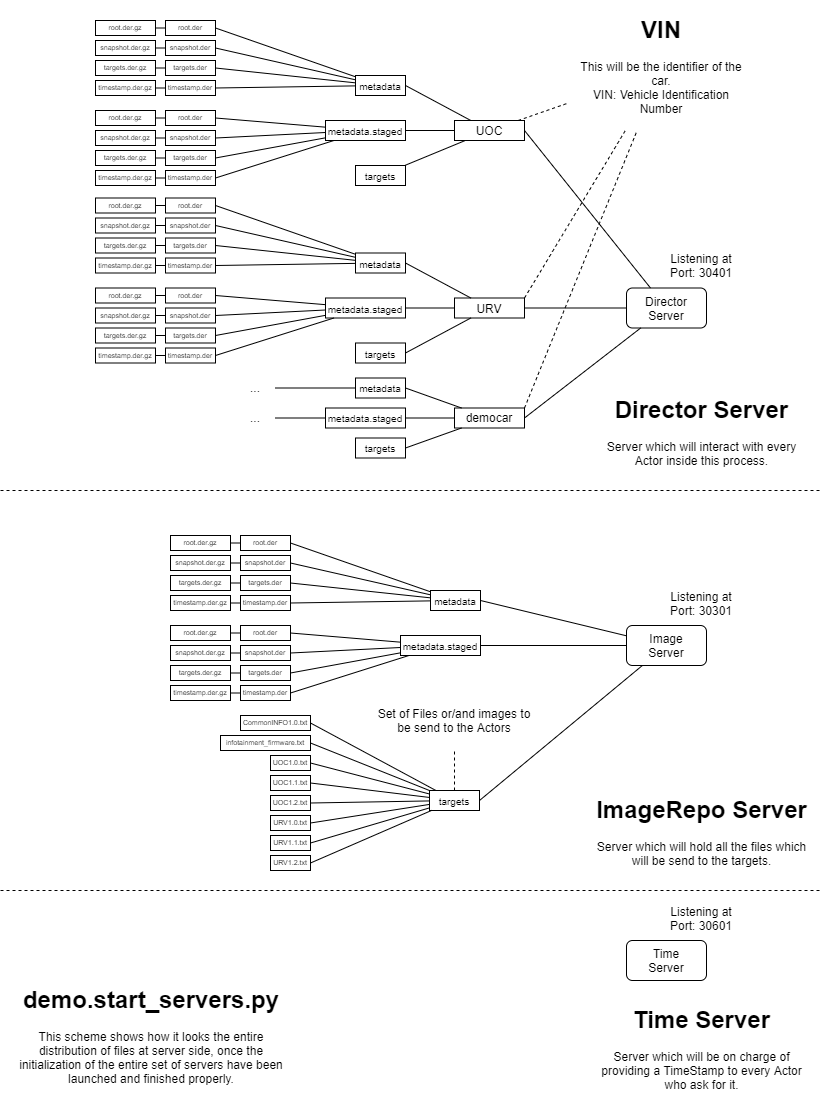 VIN
This will be the identifier of the
car.
VIN: Vehicle Identification
Number
root.der.gz
root.der
snapshot.der.gz
snapshot.der
targets.der.gz
targets.der
timestamp.der.gz
timestamp.der
metadata
root.der.gz
root.der
snapshot.der.gz
snapshot.der
targets.der.gz
targets.der
timestamp.der.gz
timestamp.der
metadata.staged
UOC
targets
root.der.gz
root.der
snapshot.der.gz
snapshot.der
targets.der.gz
targets.der
timestamp.der.gz
timestamp.der
metadata
root.der.gz
root.der
snapshot.der.gz
snapshot.der
targets.der.gz
targets.der
timestamp.der.gz
timestamp.der
metadata.staged
URV
targets
Listening at
Port: 30401
Director
Server
...
metadata
...
metadata.staged
democar
targets
Director Server
Server which will interact with every
Actor inside this process.
root.der.gz
root.der
snapshot.der.gz
snapshot.der
targets.der.gz
targets.der
timestamp.der.gz
timestamp.der
metadata
root.der.gz
root.der
snapshot.der.gz
snapshot.der
targets.der.gz
targets.der
timestamp.der.gz
timestamp.der
metadata.staged
Listening at
Port: 30301
Image
Server
Set of Files or/and images to
be send to the Actors
CommonINFO1.0.txt
infotainment_firmware.txt
UOC1.0.txt
UOC1.1.txt
UOC1.2.txt
URV1.0.txt
URV1.1.txt
URV1.2.txt
targets
ImageRepo Server
Server which will hold all the files which
will be send to the targets.
Listening at
Port: 30601
Time
Server
demo.start_servers.py
This scheme shows how it looks the entire
distribution of files at server side, once the
initialization of the entire set of servers have been
launched and finished properly.
Time Server
Server which will be on charge of
providing a TimeStamp to every Actor
who ask for it.